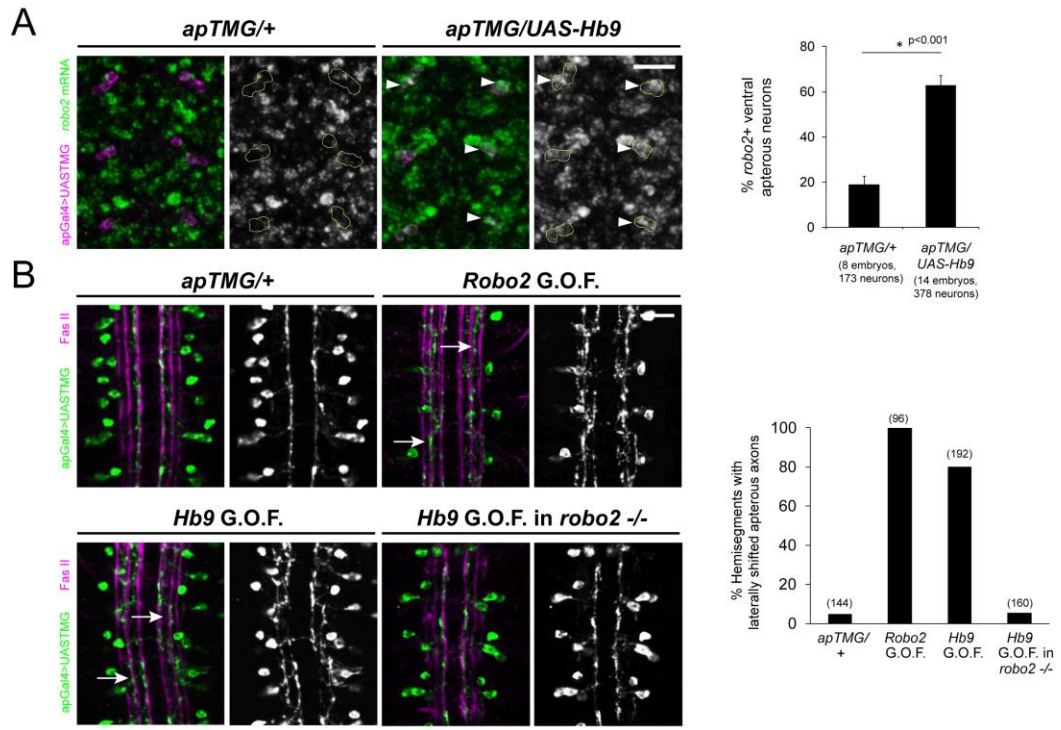 A
apTMG/+
apTMG/UAS-Hb9
apGal4>UASTMG robo2 mRNA
% robo2+ ventral
apterous neurons
80
60
40
20
0
* p<0.001
apTMG/+
(8 embryos,
173 neurons)
apTMG/
UAS-Hb9
(14 embryos,
378 neurons)
B
apTMG/+
Robo2 G.O.F.
apGal4>UASTMG Fas II
Hb9 G.O.F.
Hb9 G.O.F. in robo2 -/-
apGal4>UASTMG Fas II
% Hemisegments with
laterally shifted apterous axons
100
80
60
40
20
0
(144)
(96)
(192)
(160)
apTMG/
+
Robo2
G.O.F.
Hb9
G.O.F.
Hb9
G.O.F. in
robo2 -/-